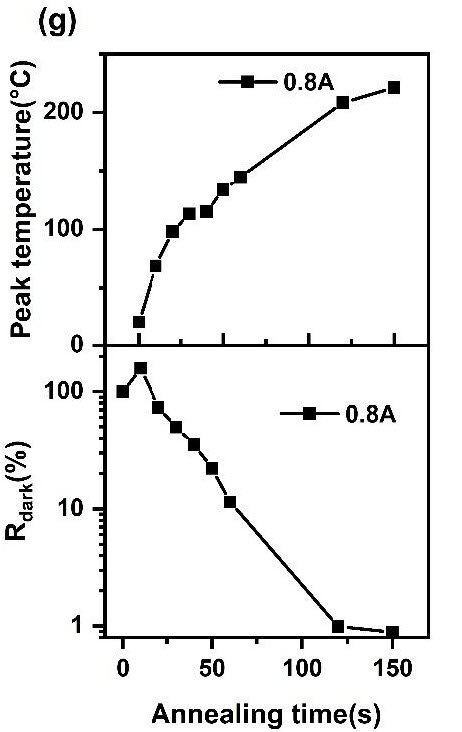 (g)
Peak temperature(°C)
200
100
0
0.8A
R_dark(%)
100
10
1
0.8A
0
50
100
150
Annealing time(s)